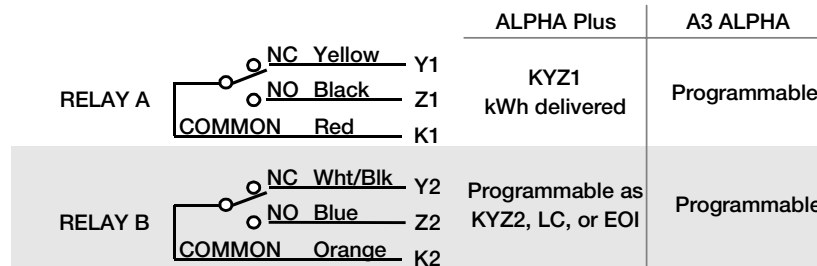 ALPHA Plus A3 ALPHA
NC Yellow Y1
RELAY A NO Black Z1 KYZ1 kWh delivered Programmable
COMMON Red K1
NC Wht/Blk Y2
RELAY B NO Blue Z2 Programmable as KYZ2, LC, or EOI Programmable
COMMON Orange K2